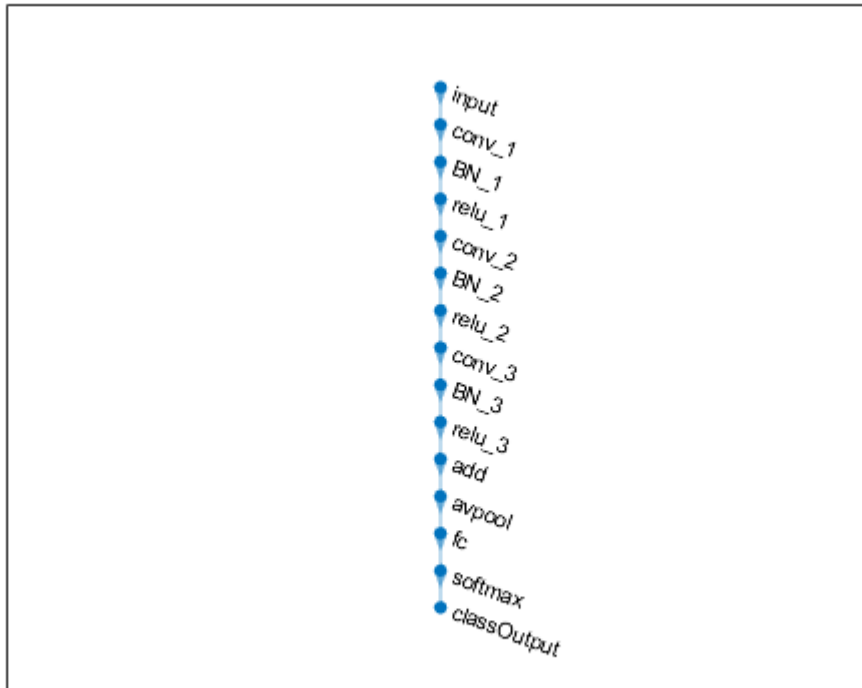 input
conv_1
BN_1
relu_1
conv_2
BN_2
relu_2
conv_3
BN_3
relu_3
add
avpool
fc
softmax
classOutput